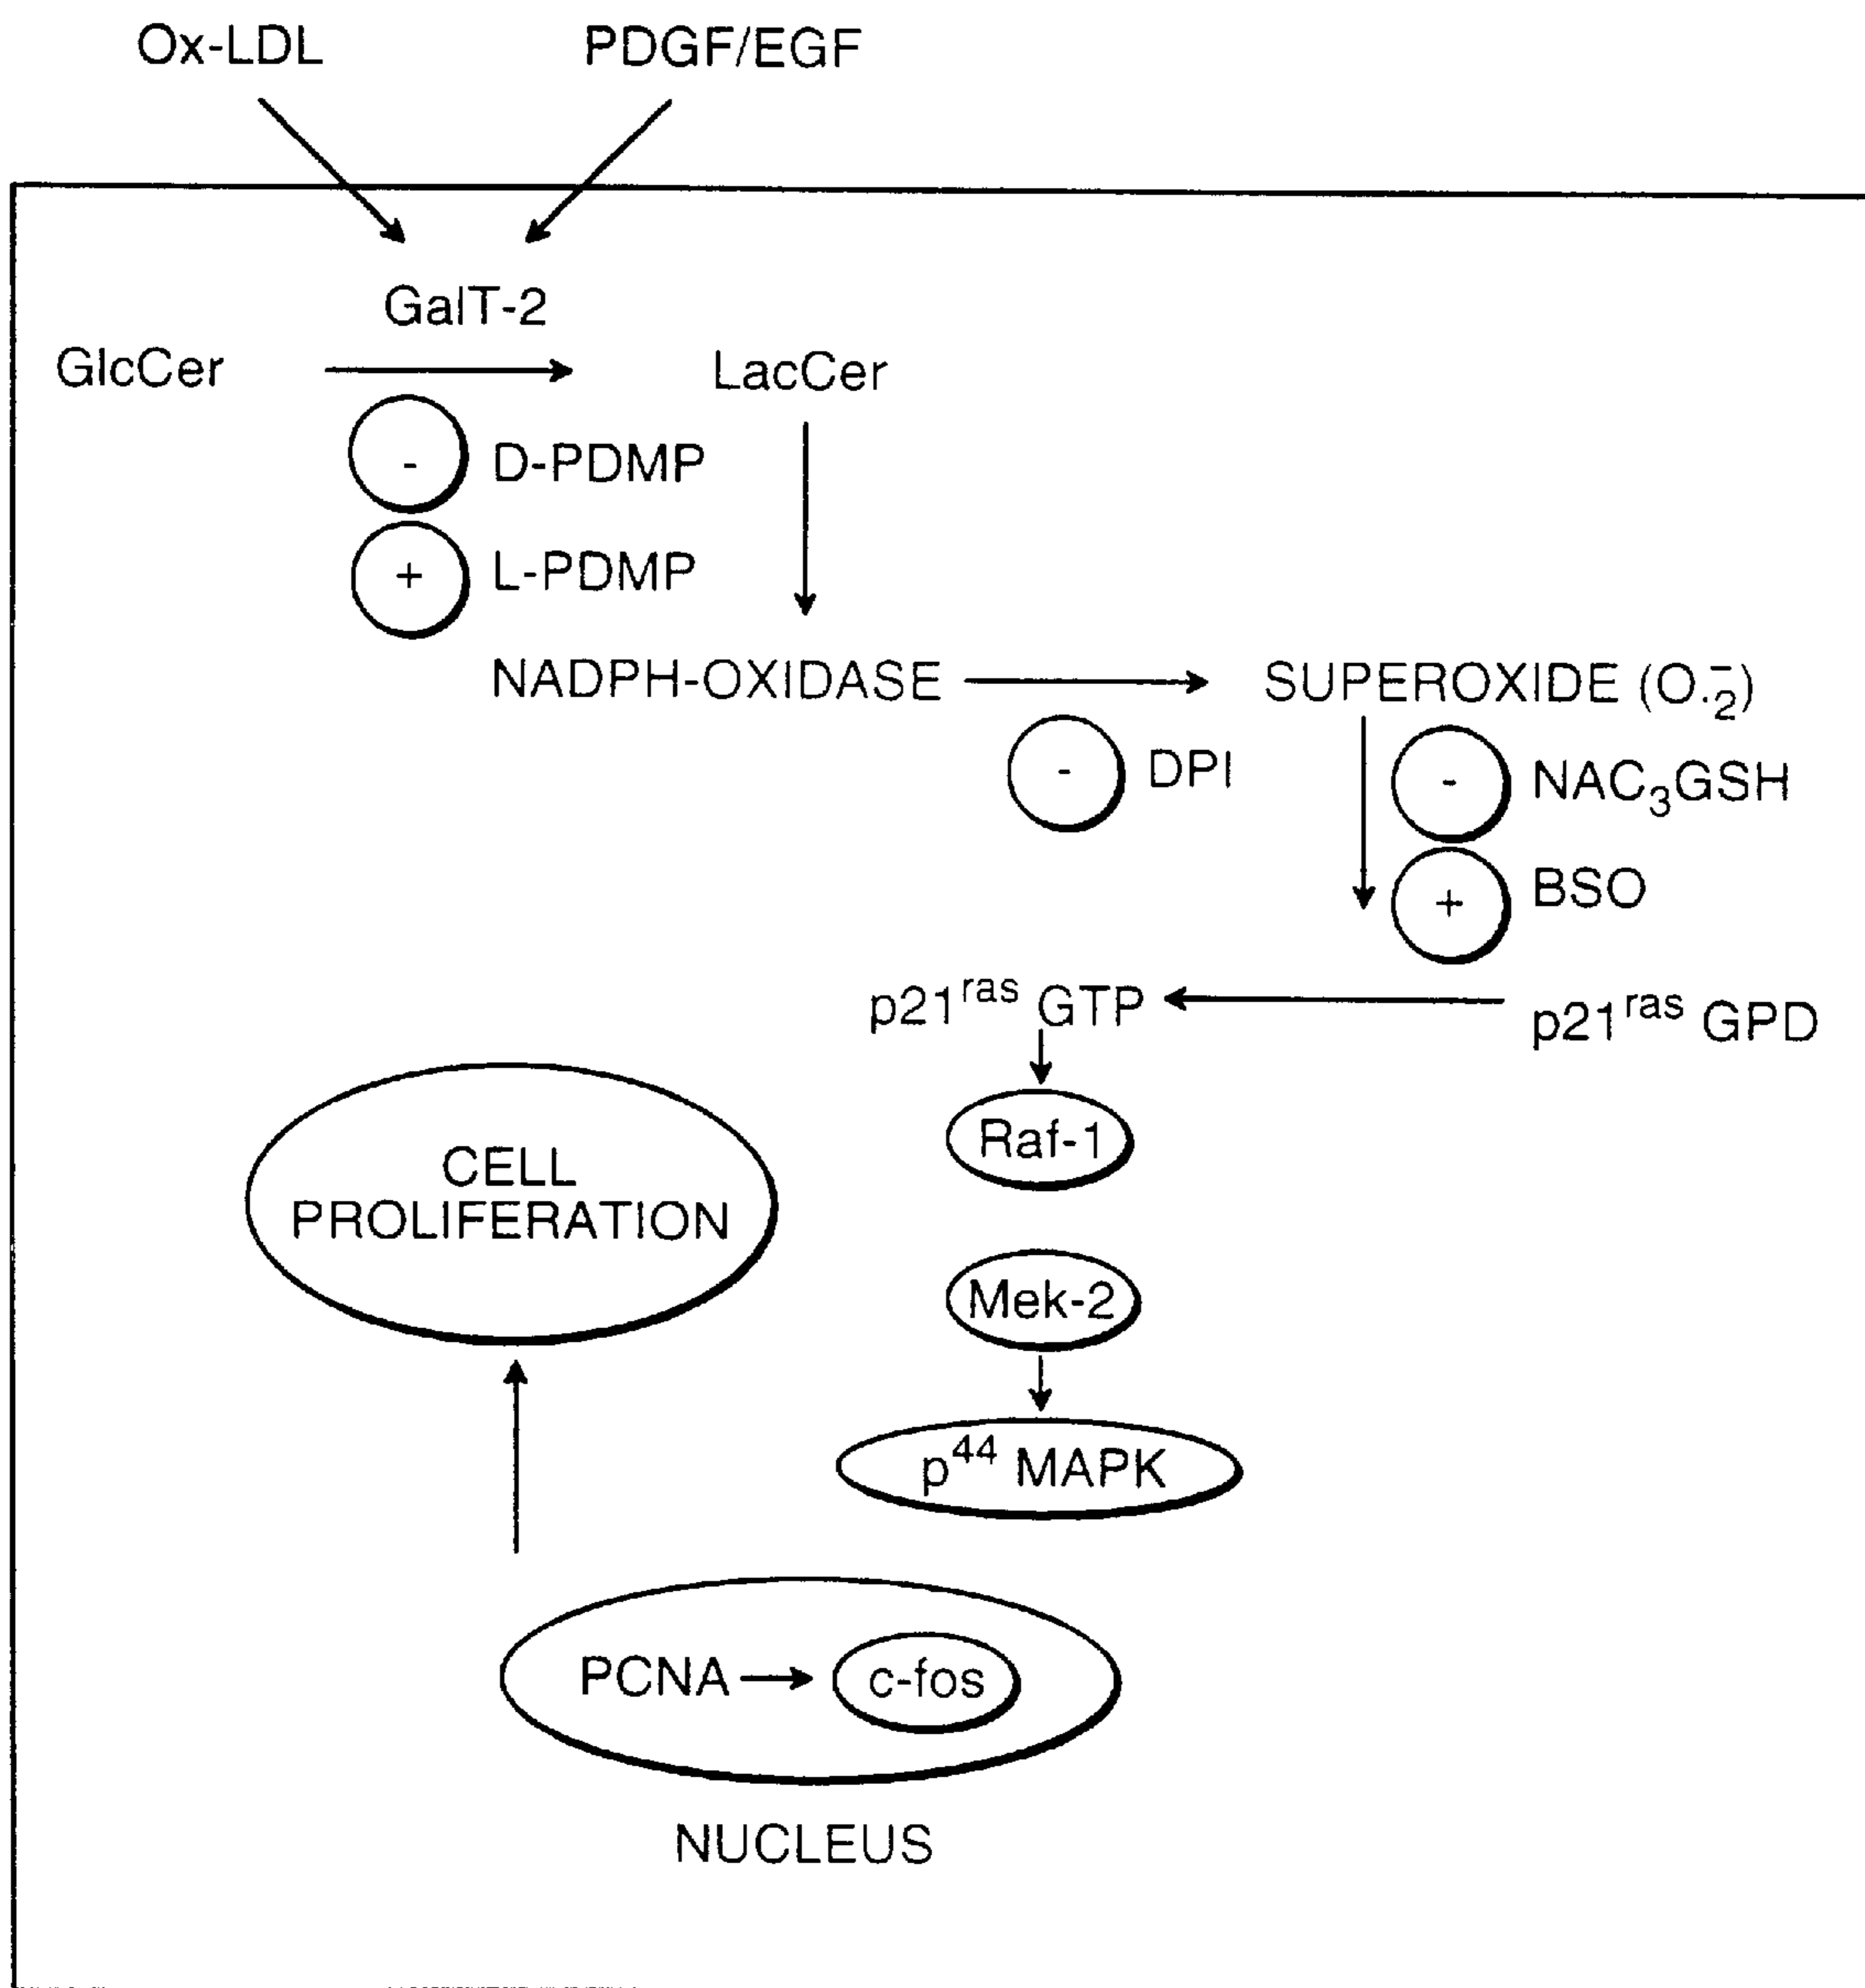 Ox-LDL PDGF/EGF
GalT-2
GlcCer LacCer
- D-PDMP
+ L-PDMP
NADPH-OXIDASE SUPEROXIDE (O.₂⁻)
- DPI
- NAC₃GSH
+ BSO
p21ʳᵃˢ GTP p21ʳᵃˢ GPD
Raf-1
CELL
PROLIFERATION
Mek-2
p⁴⁴ MAPK
PCNA c-fos
NUCLEUS